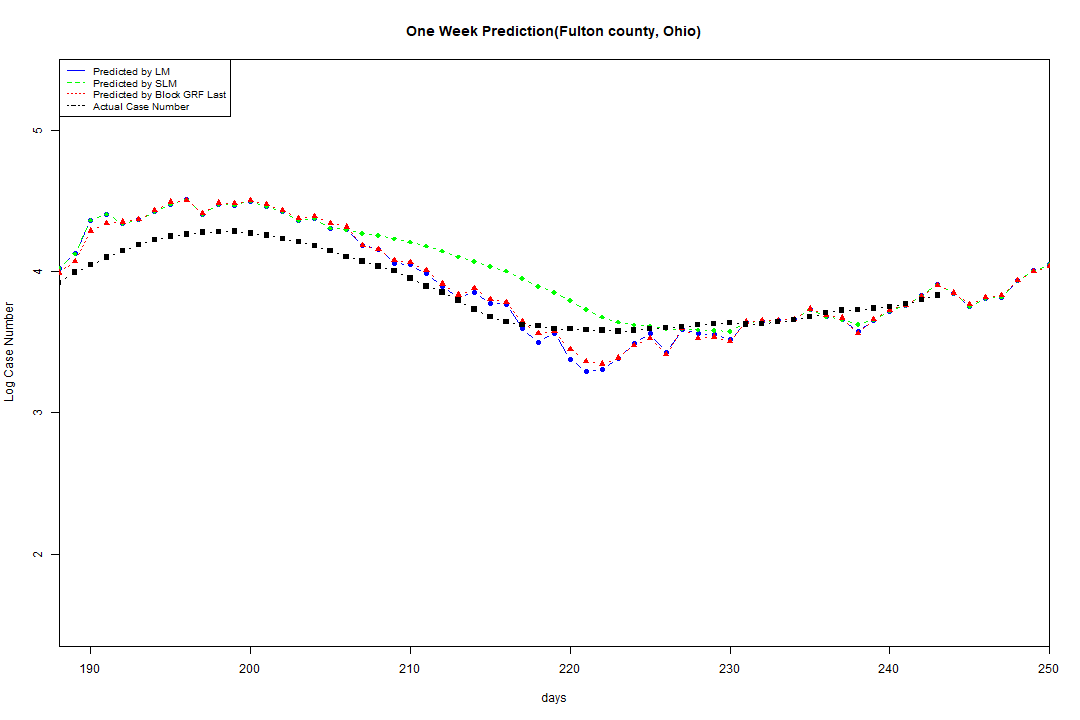 One Week Prediction(Fulton county, Ohio)
Predicted by LM
Predicted by SLM
Predicted by Block GRF Last
Actual Case Number
5
4
3
2
Log Case Number
190 200 210 220 230 240 250
days